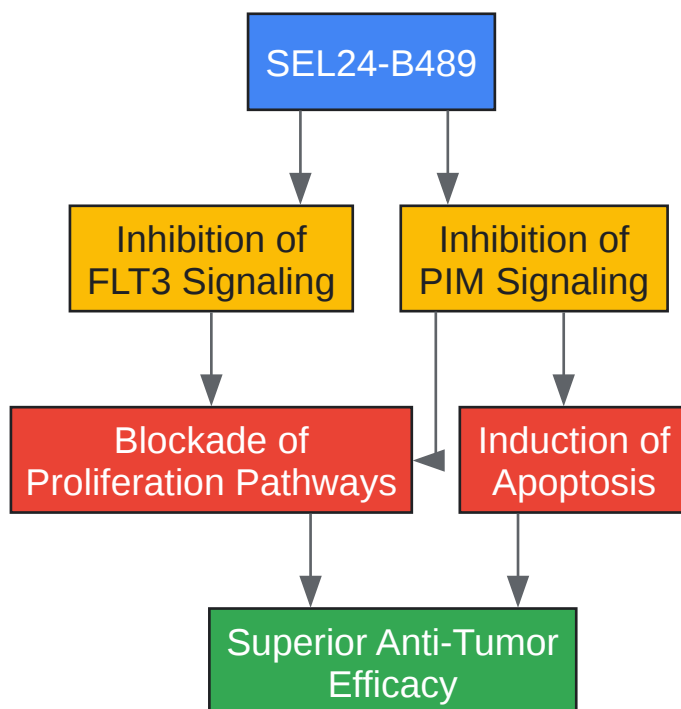 SEL24-B489
Inhibition of
FLT3 Signaling
Inhibition of
PIM Signaling
Blockade of
Proliferation Pathways
Induction of
Apoptosis
Superior Anti-Tumor
Efficacy